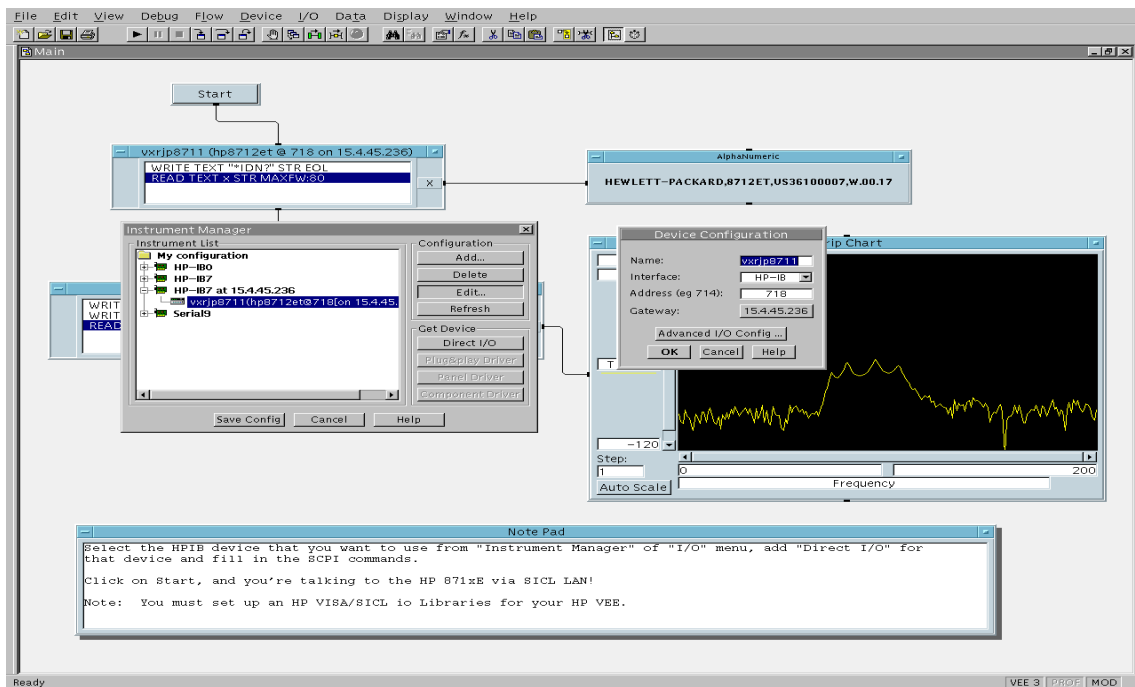 File Edit View Debug Flow Device I/O Data Display Window Help
Main
Start
vxrjp8711 (hp8712et @ 718 on 15.4.45.236)
WRITE TEXT "*IDN?" STR EOL
READ TEXT x STR MAXFW:80
X
AlphaNumeric
HEWLETT-PACKARD,8712ET,US36100007,W.00.17
Instrument Manager
Instrument List
My configuration
HP-IB0
HP-IB7
HP-IB7 at 15.4.45.236
vxrjp8711(hp8712et@718[on 15.4.45.
Serial9
Configuration
Add...
Delete
Edit...
Refresh
Get Device
Direct I/O
Plug&play Driver
Panel Driver
Component Driver
Save Config Cancel Help
WRIT
WRIT
READ
Device Configuration
Name: vxrjp8711
Interface: HP-IB
Address (eg 714): 718
Gateway: 15.4.45.236
Advanced I/O Config ...
OK Cancel Help
rip Chart
T
-120
Step:
1
Auto Scale
0 200
Frequency
Note Pad
Select the HPIB device that you want to use from "Instrument Manager" of "I/O" menu, add "Direct I/O" for
that device and fill in the SCPI commands.
Click on Start, and you're talking to the HP 871xE via SICL LAN!
Note: You must set up an HP VISA/SICL io Libraries for your HP VEE.
Ready
VEE 3 PROF MOD